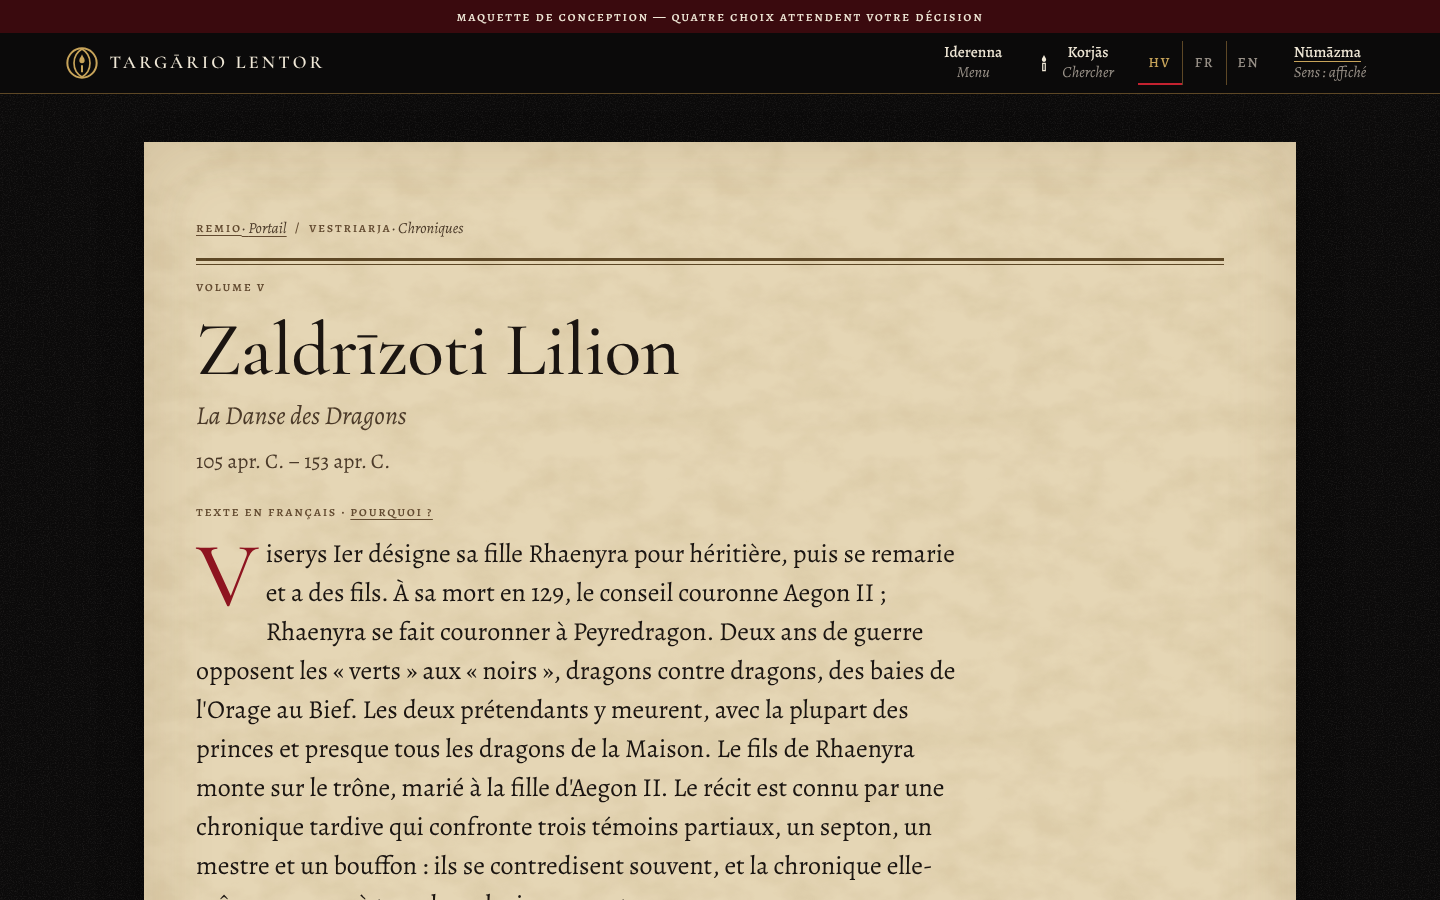 MAQUETTE DE CONCEPTION — QUATRE CHOIX ATTENDENT VOTRE DÉCISION
TARGĀRIO LENTOR
Iderenna
Menu
Korjās
Chercher
HV
FR
EN
Nūmāzma
Sens : affiché
REMIO · Portail / VESTRIARJA · Chroniques
VOLUME V
Zaldrīzoti Lilion
La Danse des Dragons
105 apr. C. – 153 apr. C.
TEXTE EN FRANÇAIS · POURQUOI ?
Viserys Ier désigne sa fille Rhaenyra pour héritière, puis se remarie
et a des fils. À sa mort en 129, le conseil couronne Aegon II ;
Rhaenyra se fait couronner à Peyredragon. Deux ans de guerre
opposent les « verts » aux « noirs », dragons contre dragons, des baies de
l'Orage au Bief. Les deux prétendants y meurent, avec la plupart des
princes et presque tous les dragons de la Maison. Le fils de Rhaenyra
monte sur le trône, marié à la fille d'Aegon II. Le récit est connu par une
chronique tardive qui confronte trois témoins partiaux, un septon, un
mestre et un bouffon : ils se contredisent souvent, et la chronique elle-